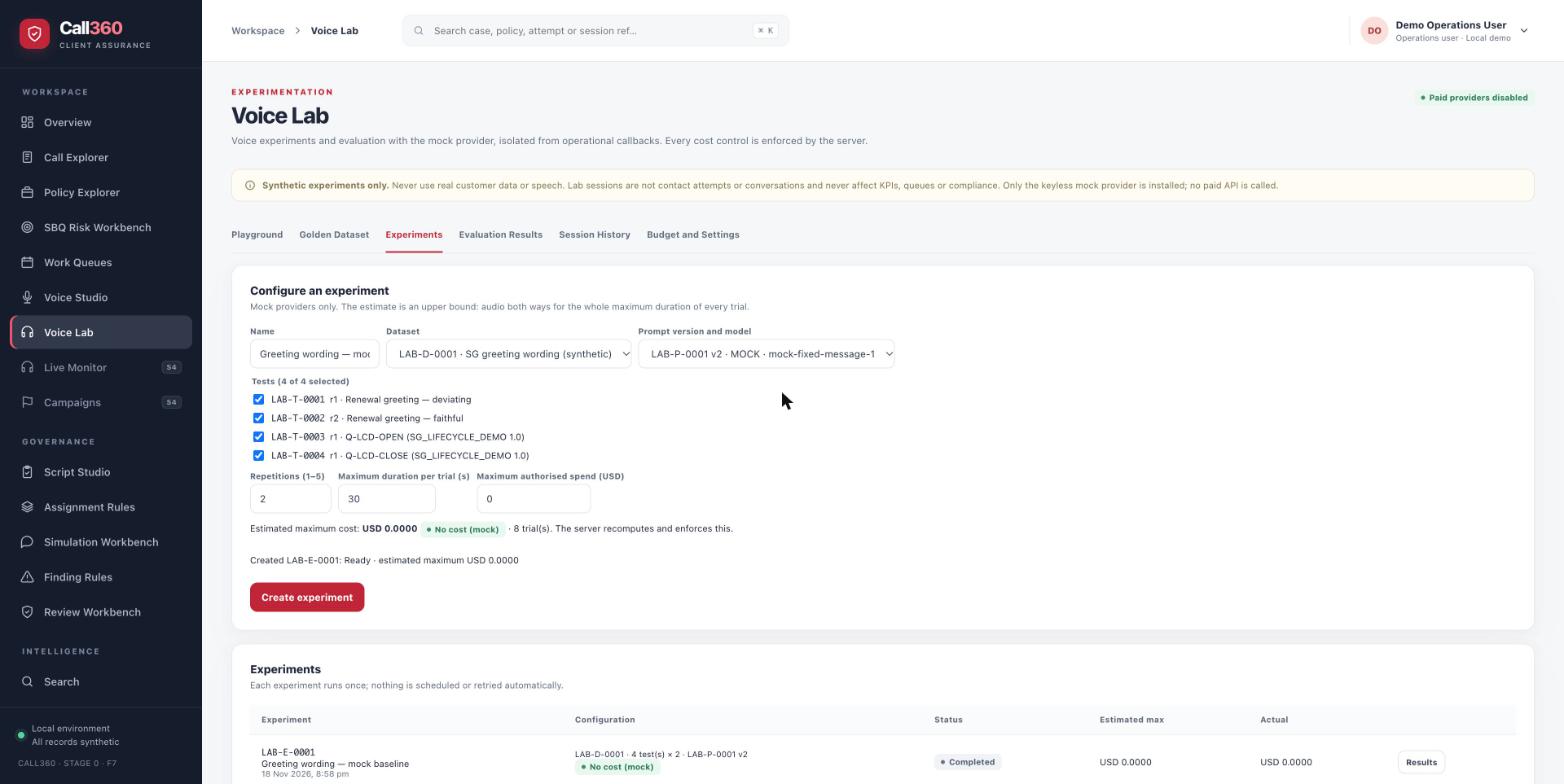 Call360
CLIENT ASSURANCE
WORKSPACE
Overview
Call Explorer
Policy Explorer
SBQ Risk Workbench
Work Queues
Voice Studio
Voice Lab
Live Monitor S4
Campaigns S4
GOVERNANCE
Script Studio
Assignment Rules
Simulation Workbench
Finding Rules
Review Workbench
INTELLIGENCE
Search
Local environment
All records synthetic
CALL360 · STAGE 0 · F7
Workspace > Voice Lab
Search case, policy, attempt or session ref...
⌘ K
DO
Demo Operations User
Operations user · Local demo
EXPERIMENTATION
Voice Lab
Voice experiments and evaluation with the mock provider, isolated from operational callbacks. Every cost control is enforced by the server.
Paid providers disabled
Synthetic experiments only. Never use real customer data or speech. Lab sessions are not contact attempts or conversations and never affect KPIs, queues or compliance. Only the keyless mock provider is installed; no paid API is called.
Playground Golden Dataset Experiments Evaluation Results Session History Budget and Settings
Configure an experiment
Mock providers only. The estimate is an upper bound: audio both ways for the whole maximum duration of every trial.
Name Dataset Prompt version and model
Greeting wording — moc LAB-D-0001 · SG greeting wording (synthetic) LAB-P-0001 v2 · MOCK · mock-fixed-message-1
Tests (4 of 4 selected)
LAB-T-0001 r1 · Renewal greeting — deviating
LAB-T-0002 r2 · Renewal greeting — faithful
LAB-T-0003 r1 · Q-LCD-OPEN (SG_LIFECYCLE_DEMO 1.0)
LAB-T-0004 r1 · Q-LCD-CLOSE (SG_LIFECYCLE_DEMO 1.0)
Repetitions (1–5) Maximum duration per trial (s) Maximum authorised spend (USD)
2 30 0
Estimated maximum cost: USD 0.0000 No cost (mock) · 8 trial(s). The server recomputes and enforces this.
Created LAB-E-0001: Ready · estimated maximum USD 0.0000
Create experiment
Experiments
Each experiment runs once; nothing is scheduled or retried automatically.
Experiment Configuration Status Estimated max Actual
LAB-E-0001
Greeting wording — mock baseline
18 Nov 2026, 8:58 pm
LAB-D-0001 · 4 test(s) × 2 · LAB-P-0001 v2
No cost (mock)
Completed USD 0.0000 USD 0.0000 Results